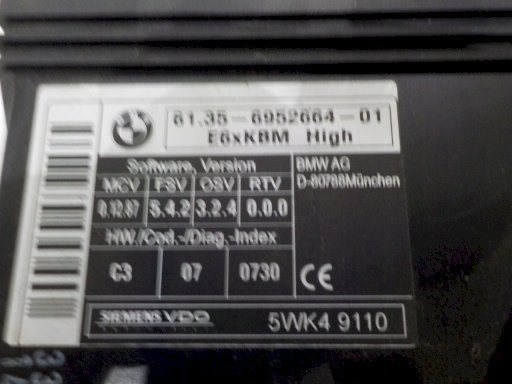 61.35-6952664-01
E6xKBM High
Software, Version
MCV FSV OSV RTV
5.4.2 3.2.4 0.0.0
BMW AG
D-80788München
HW./Cod.-/Diag.-Index
C3 07 0730
CE
SIEMENS VDO
5WK4 9110